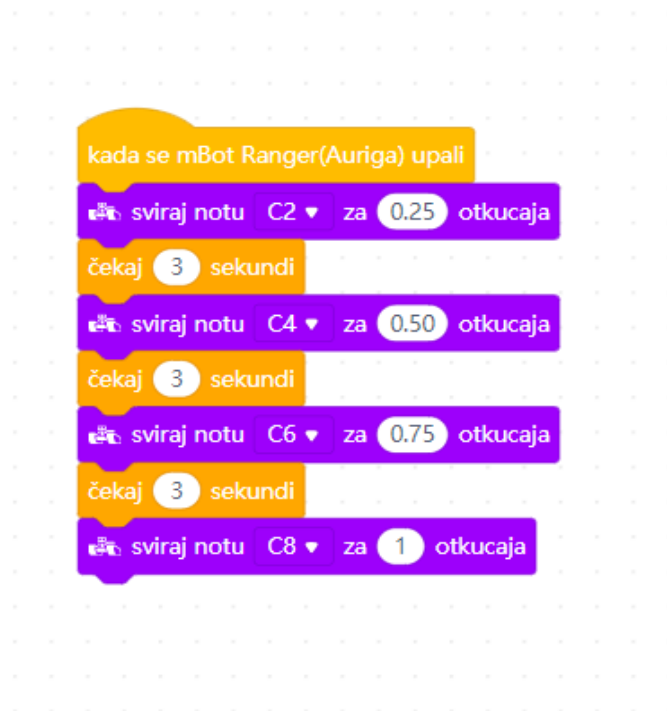 kada se mBot Ranger(Auriga) upali
sviraj notu C2 za 0.25 otkucaja
čekaj 3 sekundi
sviraj notu C4 za 0.50 otkucaja
čekaj 3 sekundi
sviraj notu C6 za 0.75 otkucaja
čekaj 3 sekundi
sviraj notu C8 za 1 otkucaja